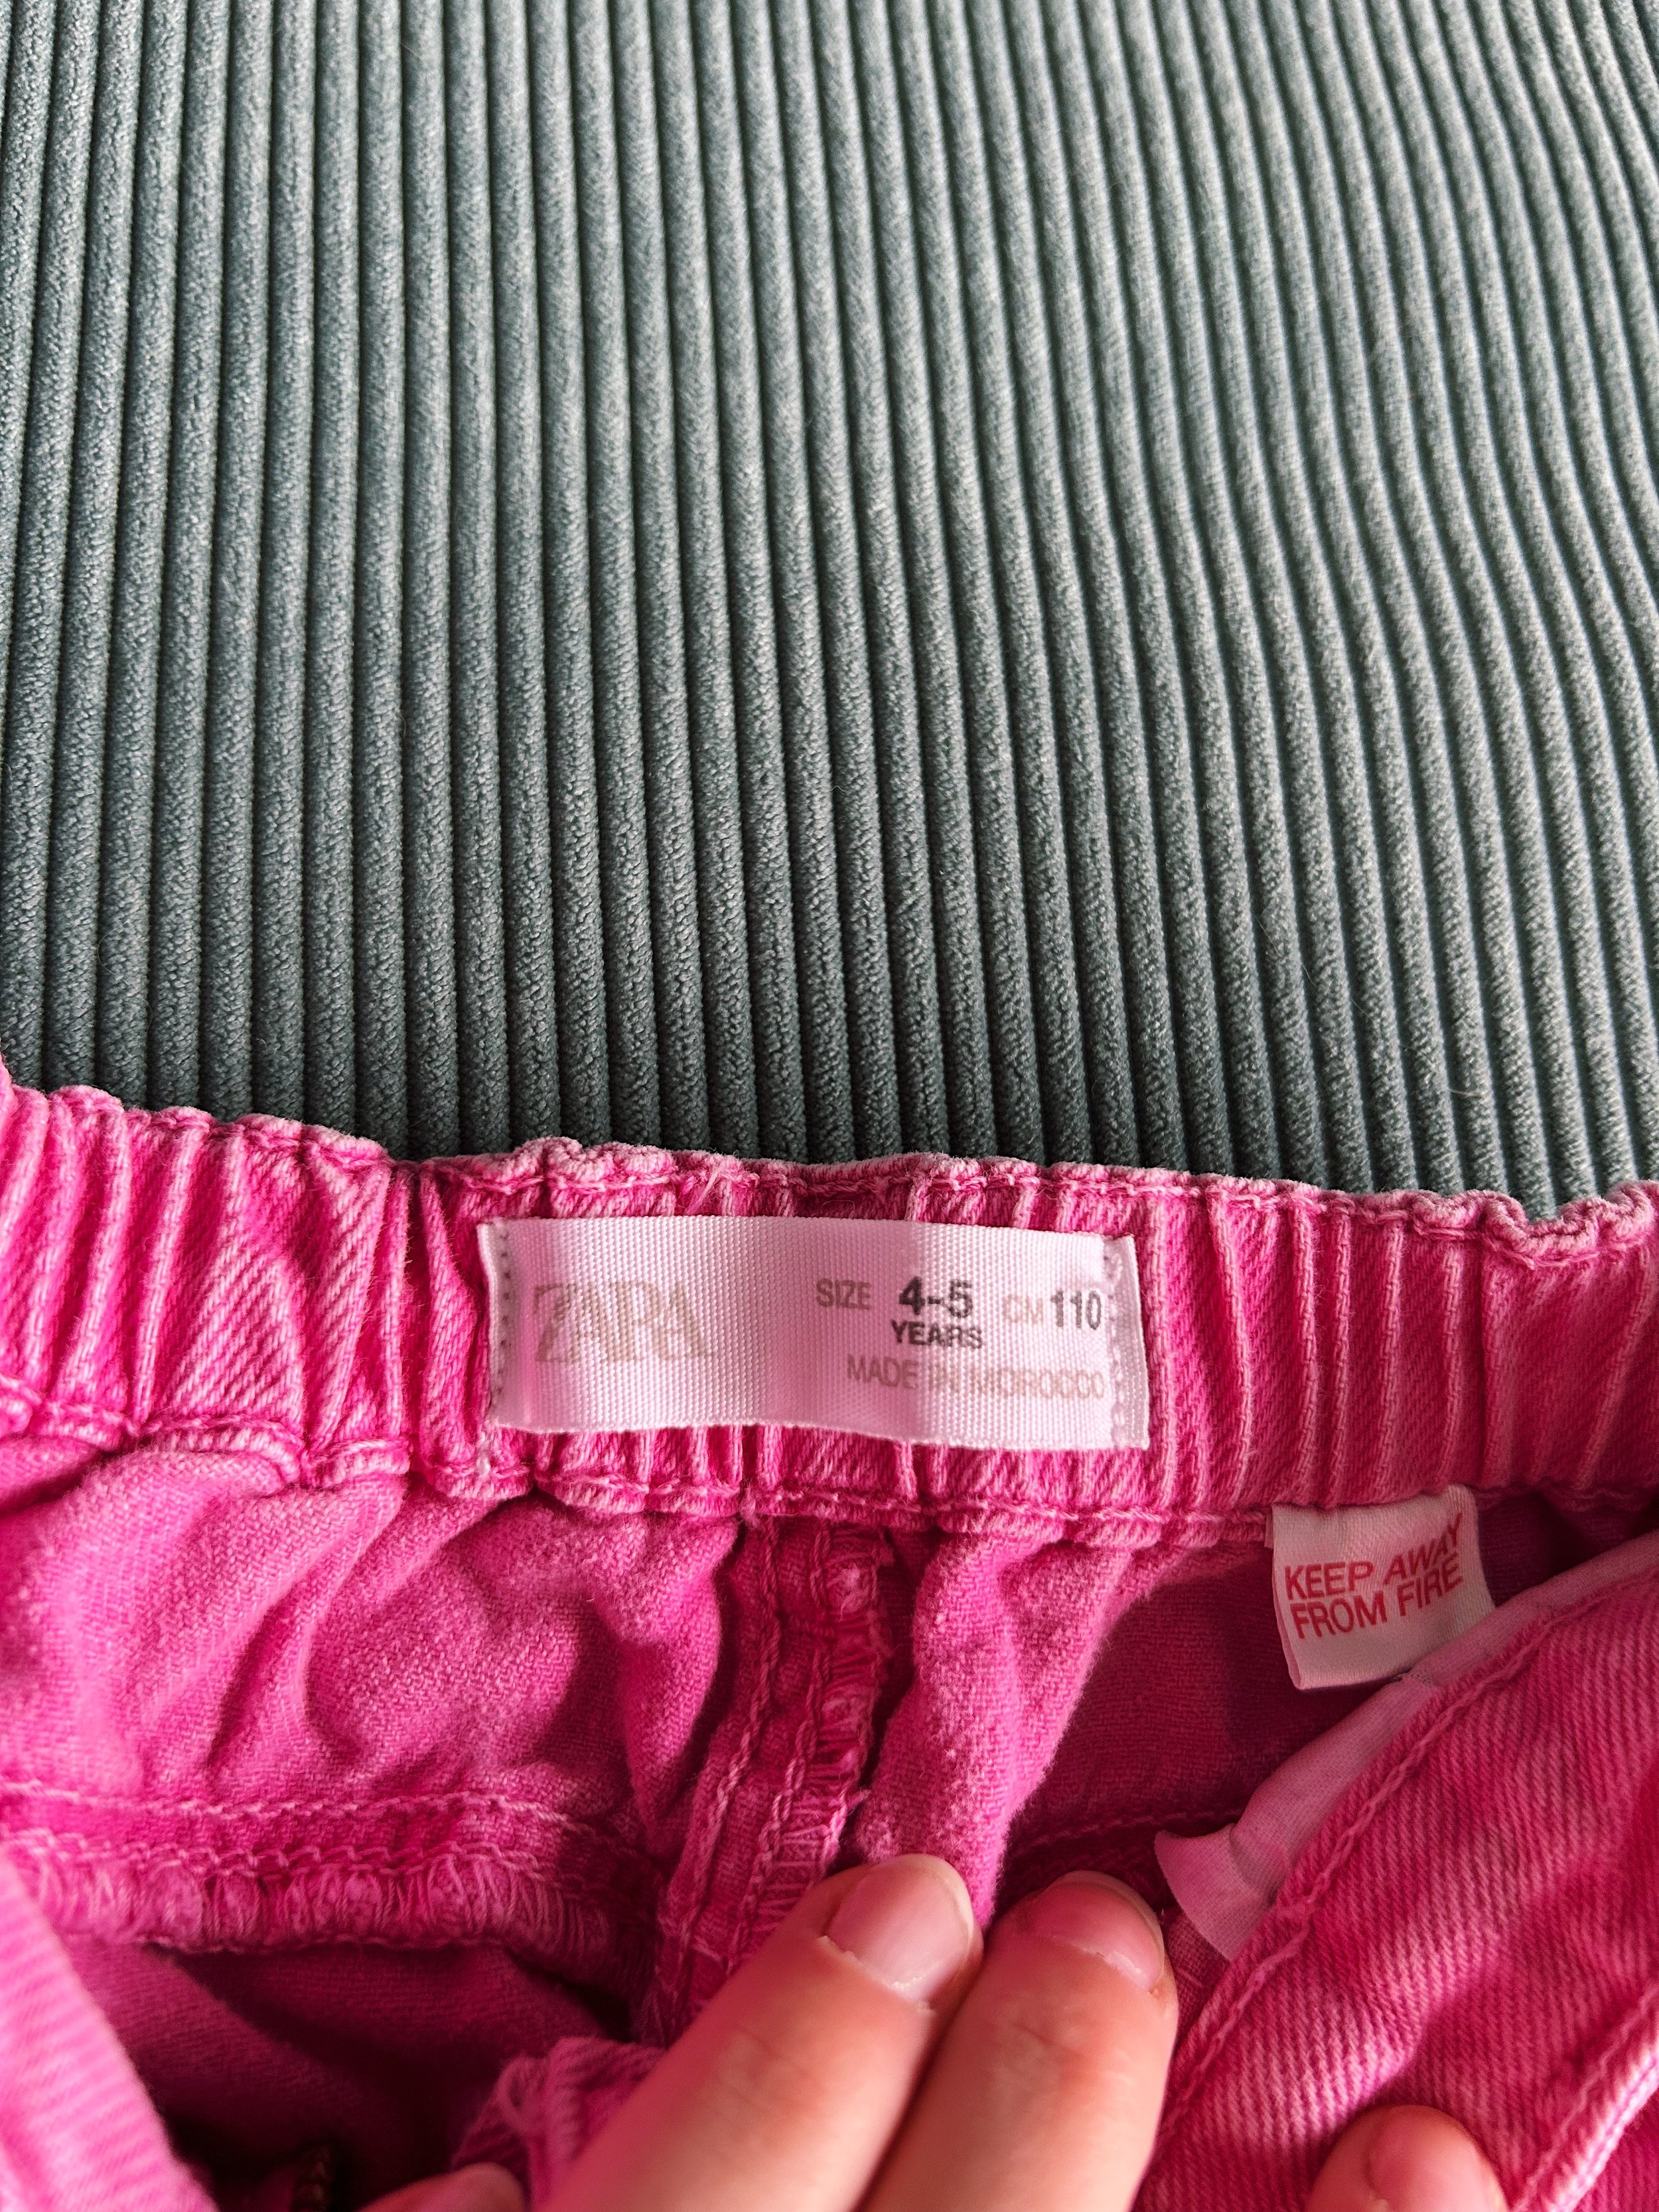 ZARA
SIZE 4-5 CM 110
YEARS
MADE IN MOROCCO
KEEP AWAY
FROM FIRE